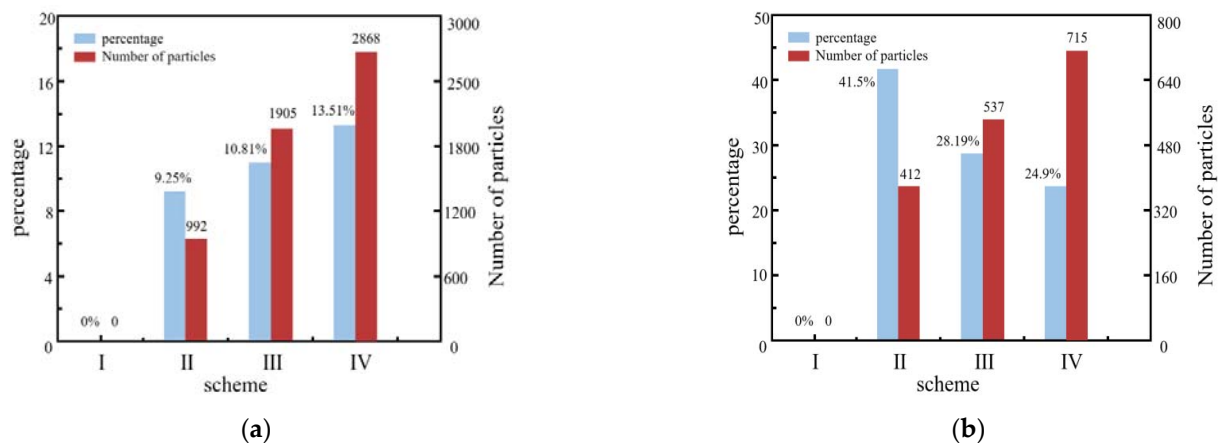 20
16
12
8
4
0
percentage
percentage
Number of particles
0%
0
9.25%
992
10.81%
1905
13.51%
2868
3000
2500
1800
1200
600
0
Number of particles
I
II
III
IV
scheme
(a)
50
40
30
20
10
0
percentage
percentage
Number of particles
0%
0
41.5%
412
28.19%
537
24.9%
715
800
640
480
320
160
0
Number of particles
I
II
III
IV
scheme
(b)